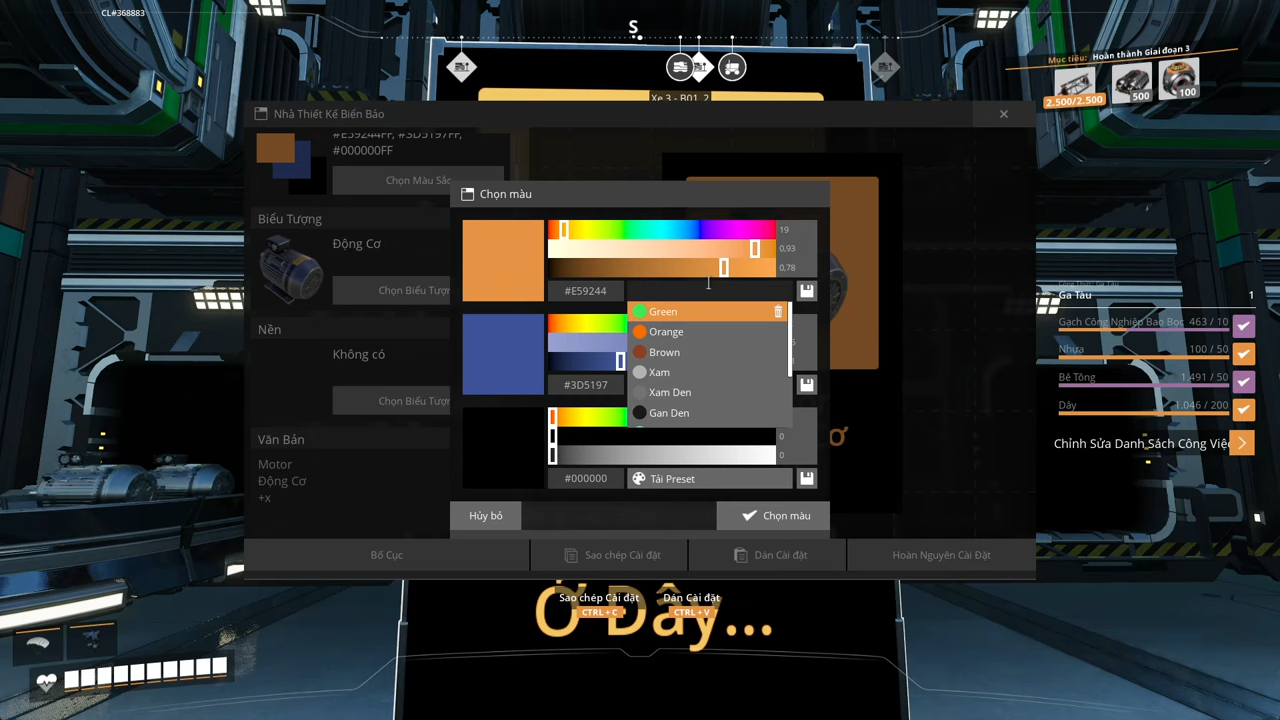 CL#368883
S
Mục tiêu: Hoàn thành Giai đoạn 3
2.500/2.500
500
100
Xe 3 - B01_2
Nhà Thiết Kế Biển Báo
#E59244FF, #3D5197FF,
#000000FF
Chọn Màu Sắc
Biểu Tượng
Động Cơ
Chọn Biểu Tượn
Nền
Không có
Chọn Biểu Tượn
Văn Bản
Motor
Động Cơ
+x
Chọn màu
19
0,93
0,78
#E59244
Green
Orange
Brown
Xam
Xam Den
Gan Den
#3D5197
0
0
#000000
Tải Preset
Hủy bỏ
Chọn màu
Bố Cục
Sao chép Cài đặt
Dán Cài đặt
Hoàn Nguyên Cài Đặt
Sao chép Cài đặt
CTRL + C
Dán Cài đặt
CTRL + V
Ở Đây...
Ga Tàu
1
Gạch Công Nghiệp Bao Bọc 463 / 10
Nhựa 100 / 50
Bê Tông 1.491 / 50
Dây 1.046 / 200
Chỉnh Sửa Danh Sách Công Việc